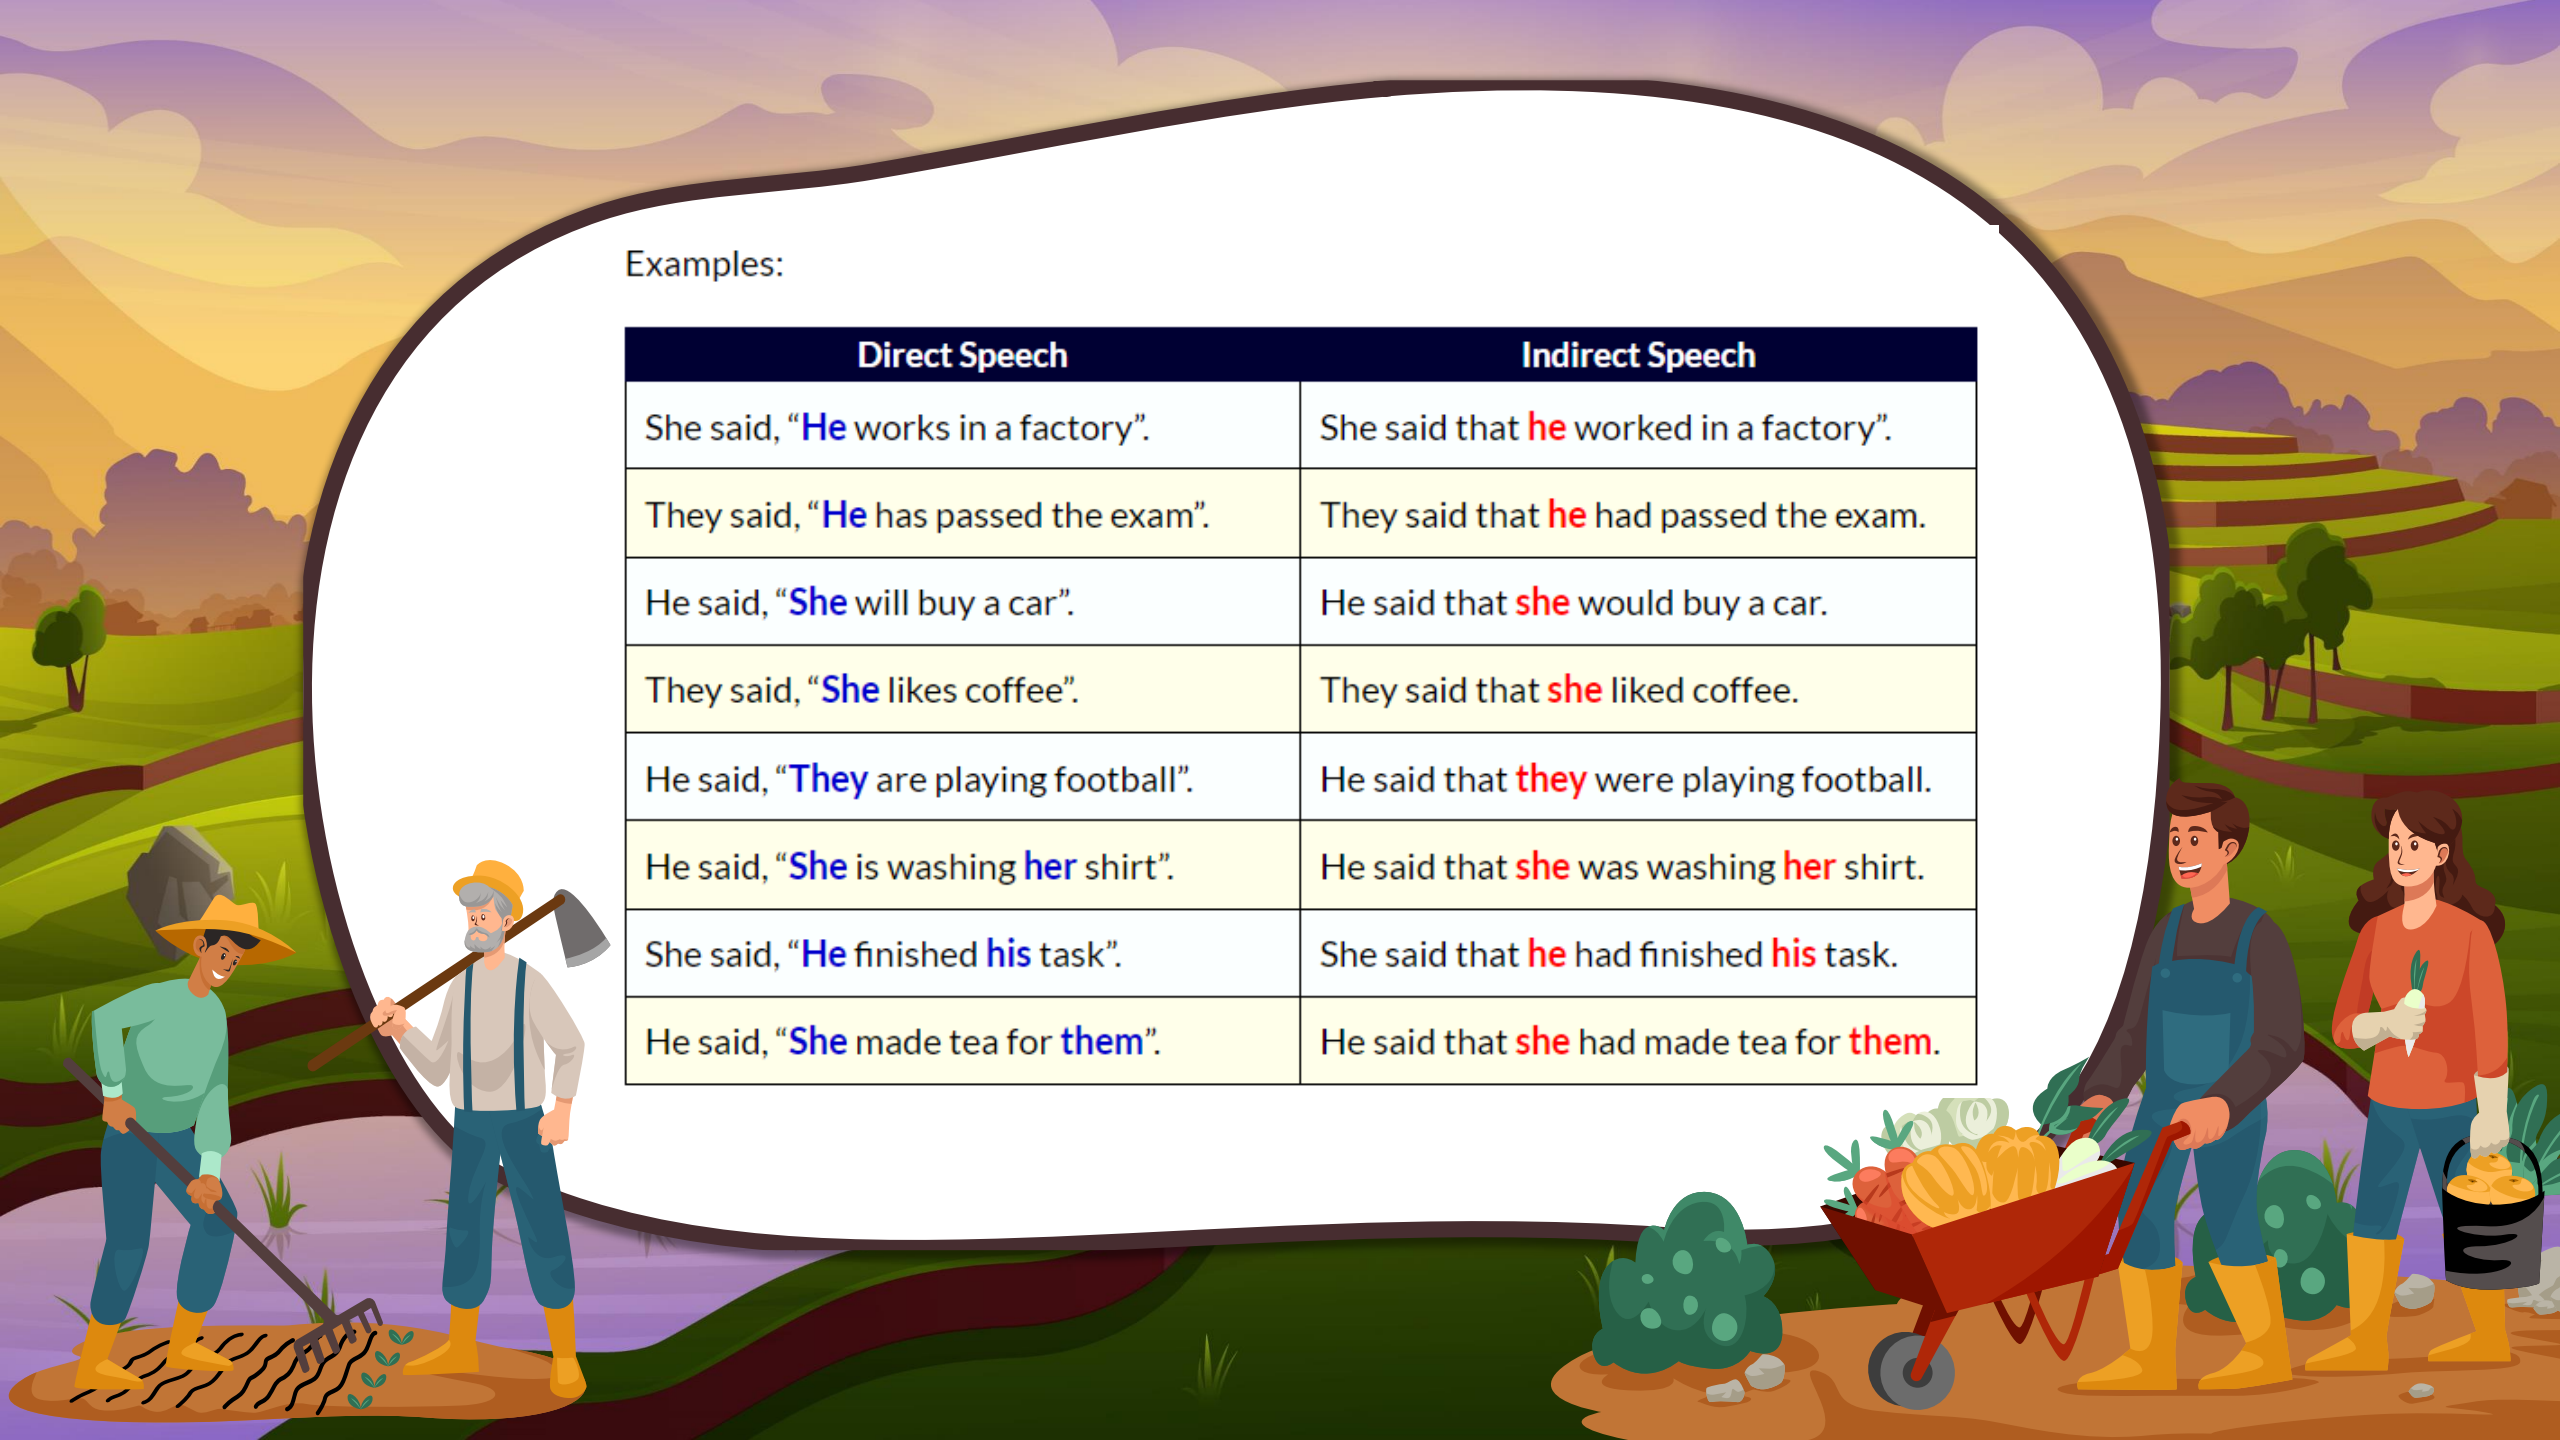 Examples:
Direct Speech Indirect Speech
She said, “He works in a factory”. She said that he worked in a factory”.
They said, “He has passed the exam”. They said that he had passed the exam.
He said, “She will buy a car”. He said that she would buy a car.
They said, “She likes coffee”. They said that she liked coffee.
He said, “They are playing football”. He said that they were playing football.
He said, “She is washing her shirt”. He said that she was washing her shirt.
She said, “He finished his task”. She said that he had finished his task.
He said, “She made tea for them”. He said that she had made tea for them.